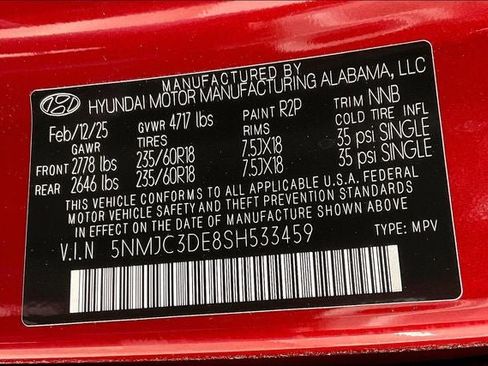 MANUFACTURED BY
HYUNDAI MOTOR MANUFACTURING ALABAMA, LLC
Feb/12/25 GVWR 4717 lbs PAINT R2P TRIM NNB
GAWR TIRES RIMS COLD TIRE INFL
FRONT 2778 lbs 235/60R18 7.5JX18 35 psi SINGLE
REAR 2646 lbs 235/60R18 7.5JX18 35 psi SINGLE
THIS VEHICLE CONFORMS TO ALL APPLICABLE U.S.A. FEDERAL
MOTOR VEHICLE SAFETY AND THEFT PREVENTION STANDARDS
IN EFFECT ON THE DATE OF MANUFACTURE SHOWN ABOVE
V.I.N 5NMJC3DE8SH533459 TYPE: MPV